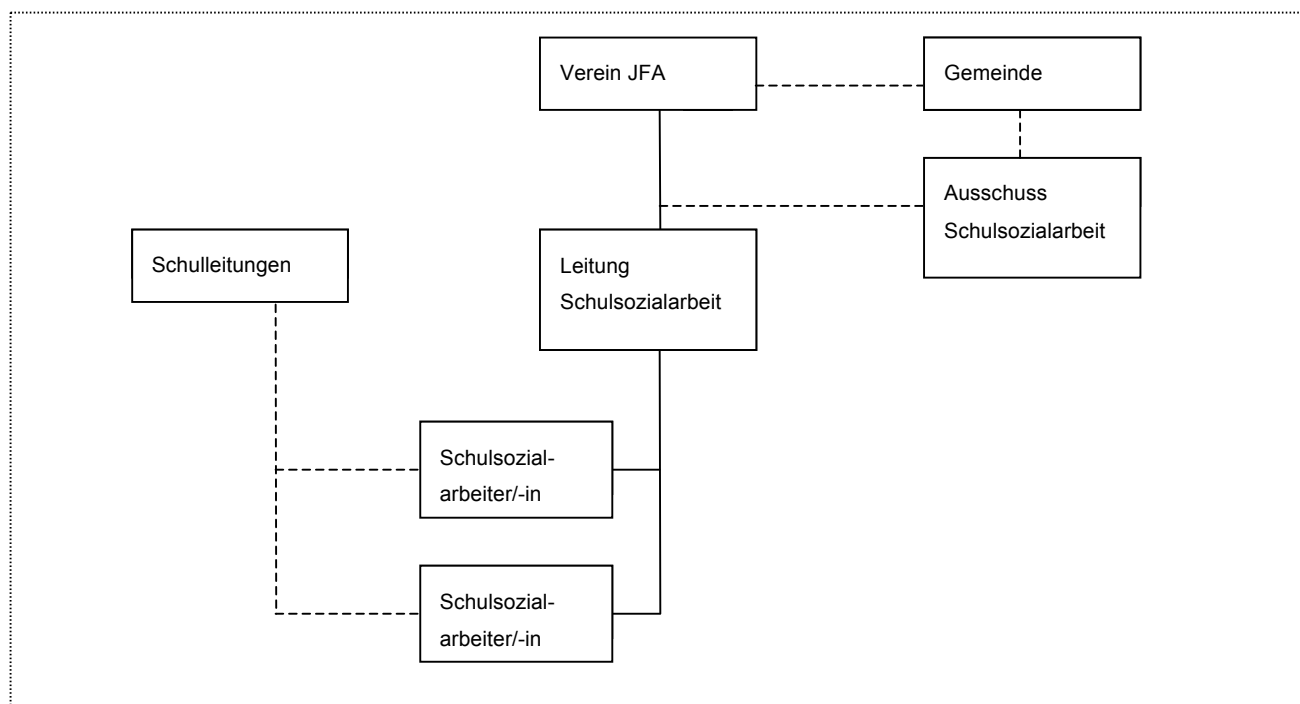 Verein JFA
Gemeinde
Ausschuss
Schulsozialarbeit
Schulleitungen
Leitung
Schulsozialarbeit
Schulsozial-
arbeiter/-in
Schulsozial-
arbeiter/-in